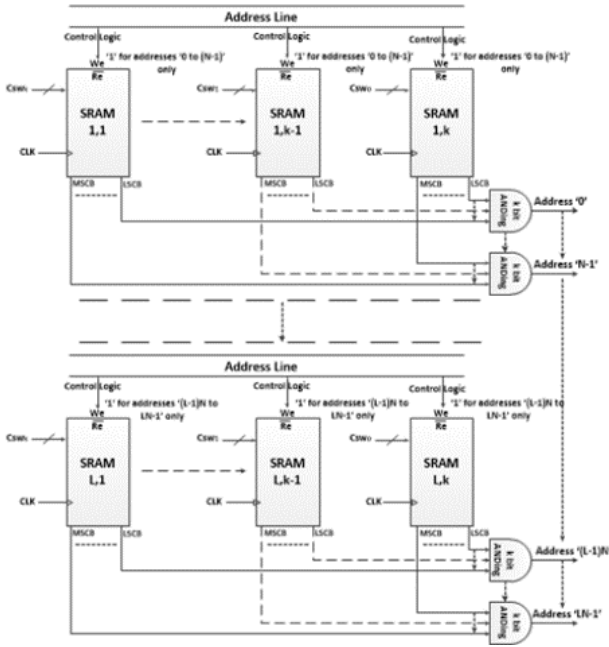 Address Line
Control Logic Control Logic Control Logic
'1' for addresses '0 to (N-1)' only '1' for addresses '0 to (N-1)' only '1' for addresses '0 to (N-1)' only
We We We
Re Re Re
Csw₁ Csw₀
SRAM 1,1 SRAM 1,k-1 SRAM 1,k
CLK CLK CLK
MSCB LSCB MSCB LSCB MSCB LSCB
k bit ANDing Address '0'
k bit ANDing Address 'N-1'
Address Line
Control Logic Control Logic Control Logic
'1' for addresses '(L-1)N to LN-1' only '1' for addresses '(L-1)N to LN-1' only '1' for addresses '(L-1)N to LN-1' only
We We We
Re Re Re
Csw₁ Csw₀
SRAM L,1 SRAM L,k-1 SRAM L,k
CLK CLK CLK
MSCB LSCB MSCB LSCB MSCB LSCB
k bit ANDing Address '(L-1)N
k bit ANDing Address 'LN-1'